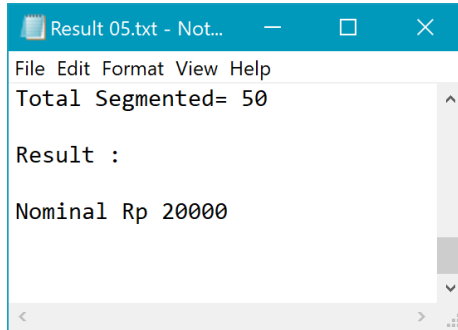 Result 05.txt - Not...
File Edit Format View Help
Total Segmented= 50
Result :
Nominal Rp 20000